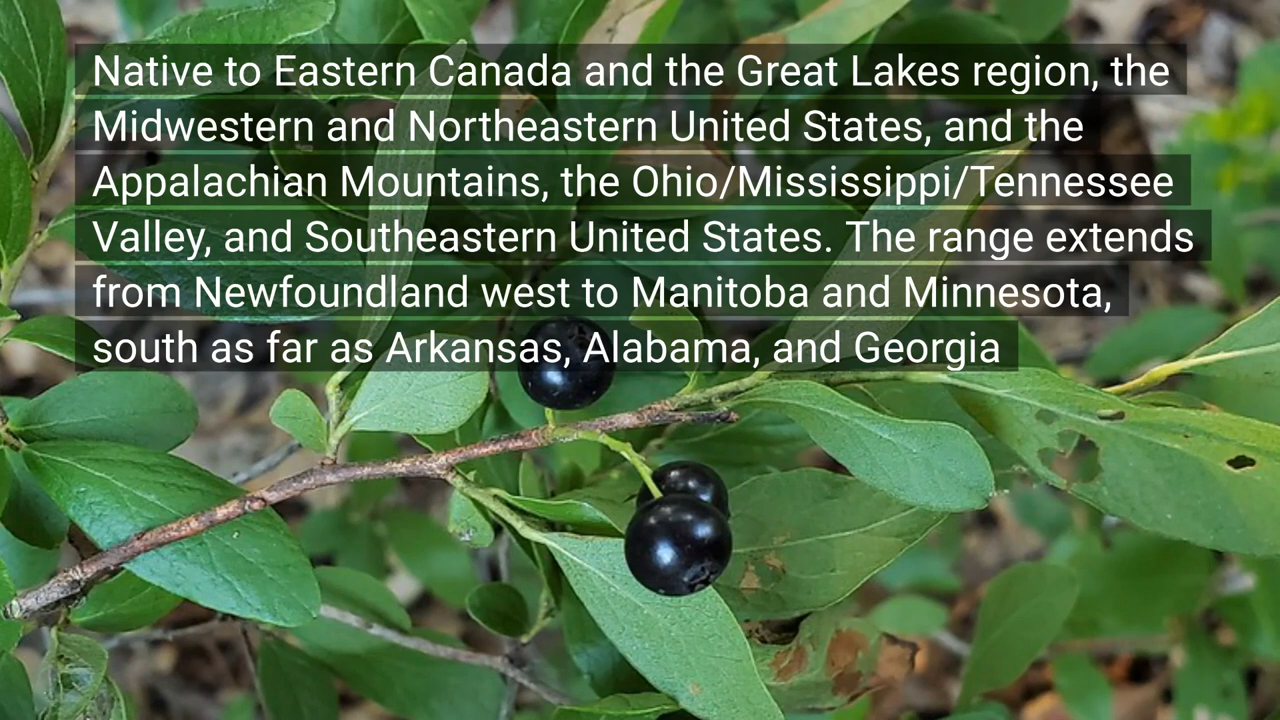 Native to Eastern Canada and the Great Lakes region, the
Midwestern and Northeastern United States, and the
Appalachian Mountains, the Ohio/Mississippi/Tennessee
Valley, and Southeastern United States. The range extends
from Newfoundland west to Manitoba and Minnesota,
south as far as Arkansas, Alabama, and Georgia